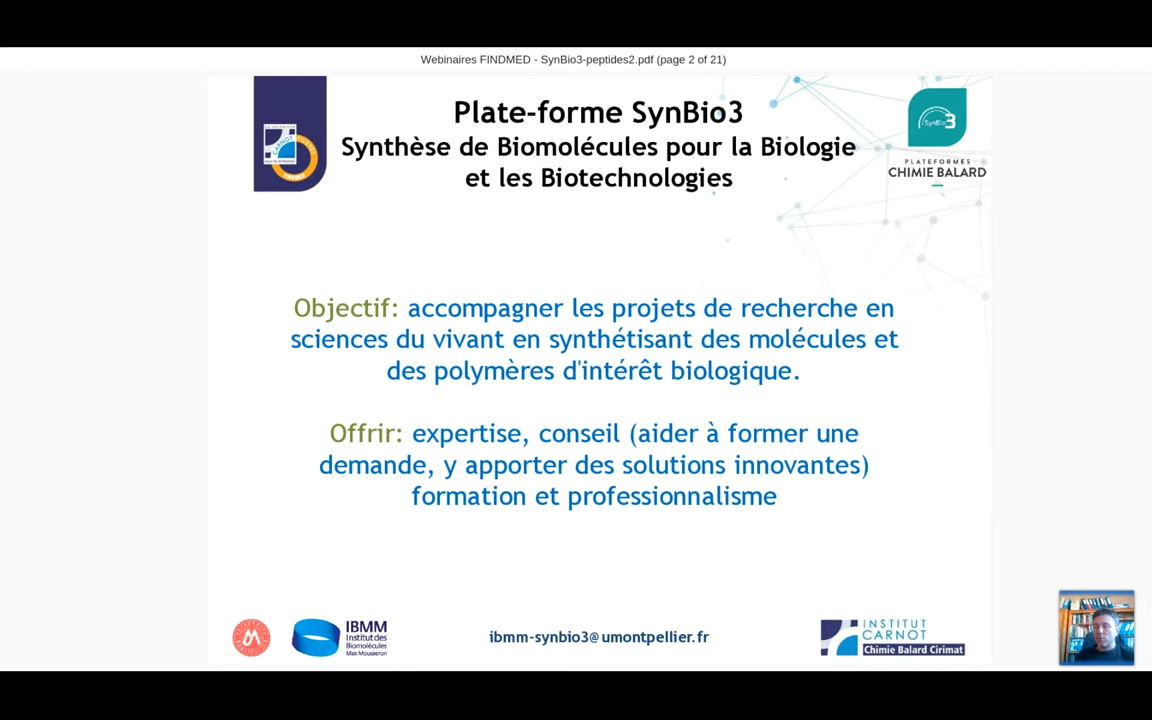 Webinaires FINDMED - SynBio3-peptides2.pdf (page 2 of 21)
Plate-forme SynBio3
Synthèse de Biomolécules pour la Biologie
et les Biotechnologies
CARNOT
FINDMED
SynBio3
PLATEFORMES
CHIMIE BALARD
Objectif: accompagner les projets de recherche en
sciences du vivant en synthétisant des molécules et
des polymères d'intérêt biologique.
Offrir: expertise, conseil (aider à former une
demande, y apporter des solutions innovantes)
formation et professionnalisme
IBMM
Institut des
Biomolécules
Max Mousseron
ibmm-synbio3@umontpellier.fr
INSTITUT
CARNOT
Chimie Balard Cirimat